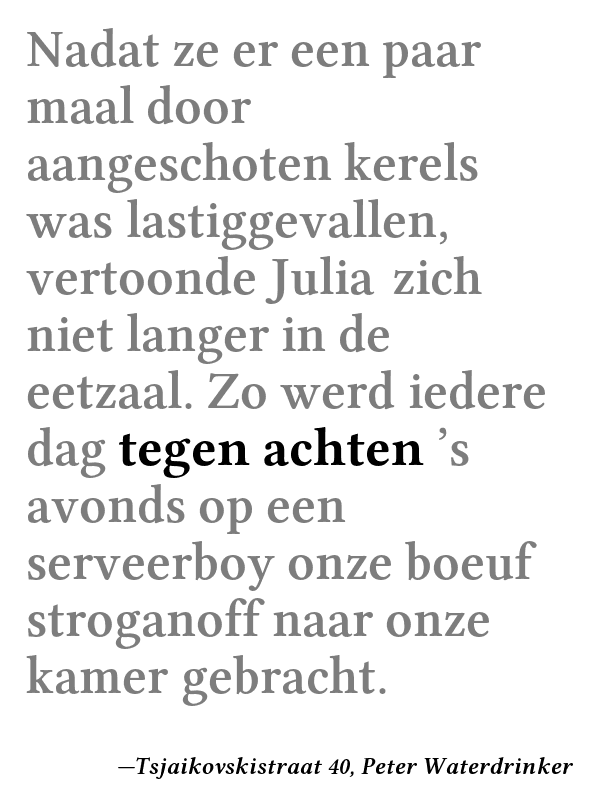 Nadat ze er een paar
maal door
aangeschoten kerels
was lastiggevallen,
vertoonde Julia zich
niet langer in de
eetzaal. Zo werd iedere
dag tegen achten ’s
avonds op een
serveerboy onze boeuf
stroganoff naar onze
kamer gebracht.
—Tsjaikovskistraat 40, Peter Waterdrinker